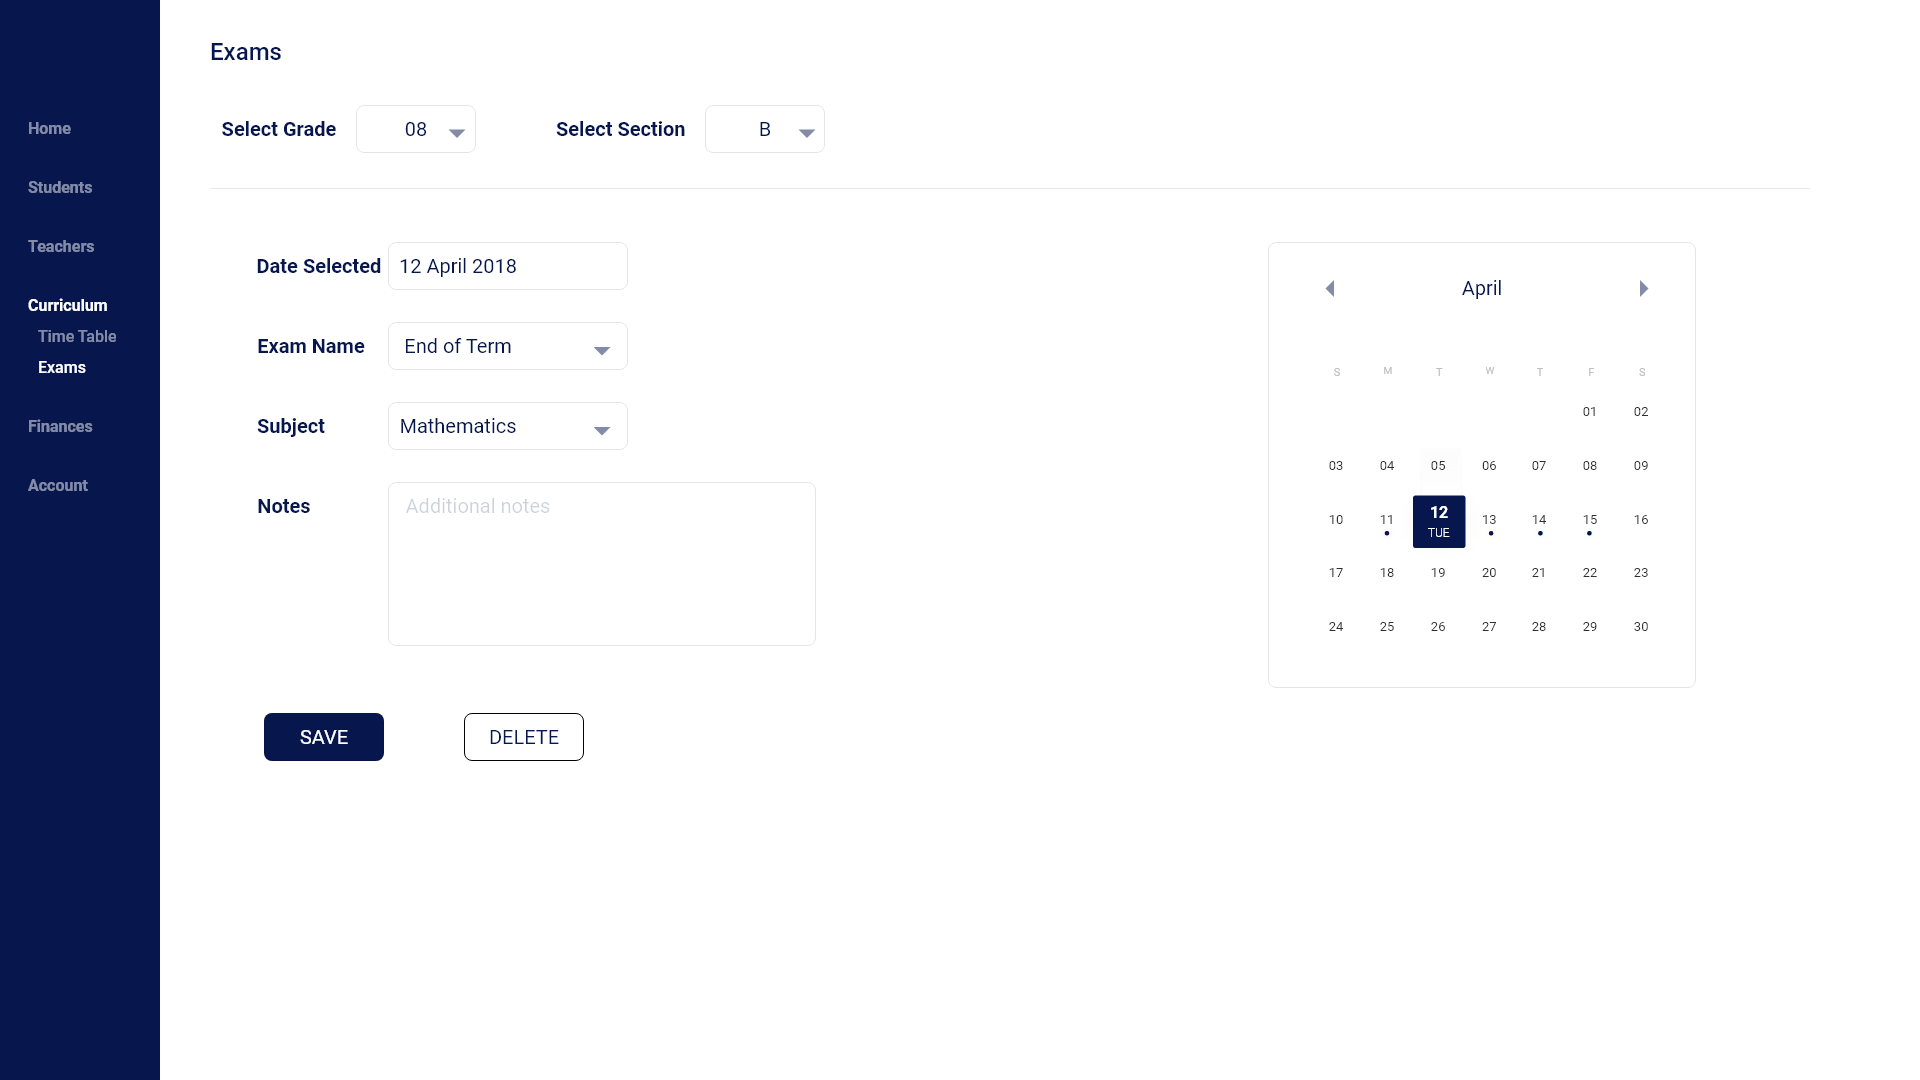 Home
Students
Teachers
Curriculum
Time Table
Exams
Finances
Account
Exams
Select Grade 08 Select Section B
Date Selected 12 April 2018
Exam Name End of Term
Subject Mathematics
Notes Additional notes
SAVE DELETE
April
S M T W T F S
01 02
03 04 05 06 07 08 09
10 11 12 13 14 15 16
TUE
17 18 19 20 21 22 23
24 25 26 27 28 29 30